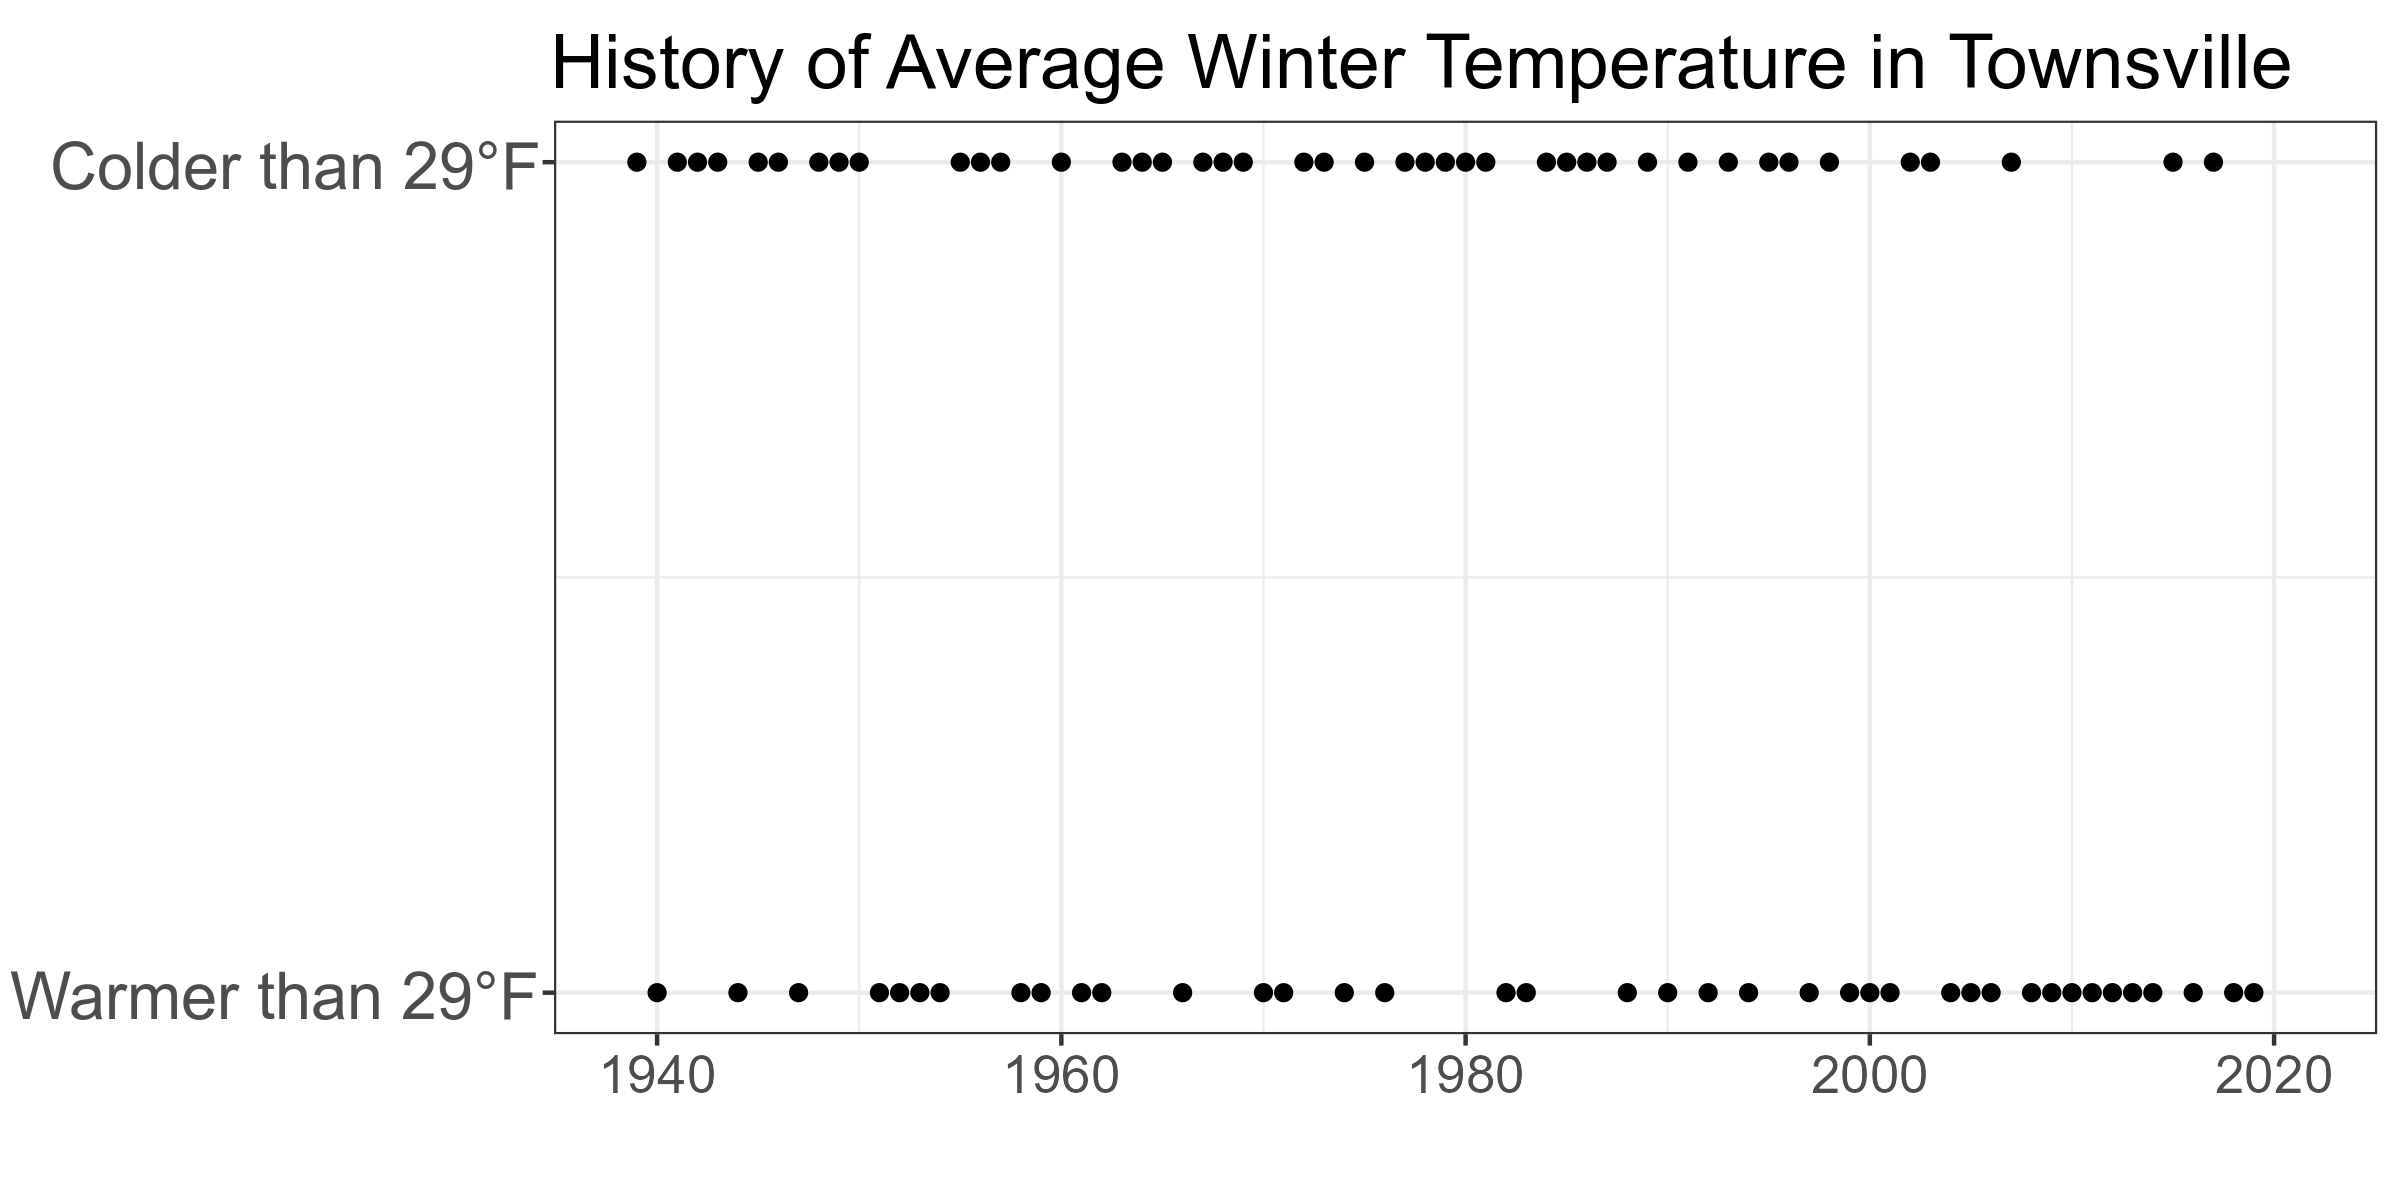 History of Average Winter Temperature in Townsville
Colder than 29°F
Warmer than 29°F
1940 1960 1980 2000 2020